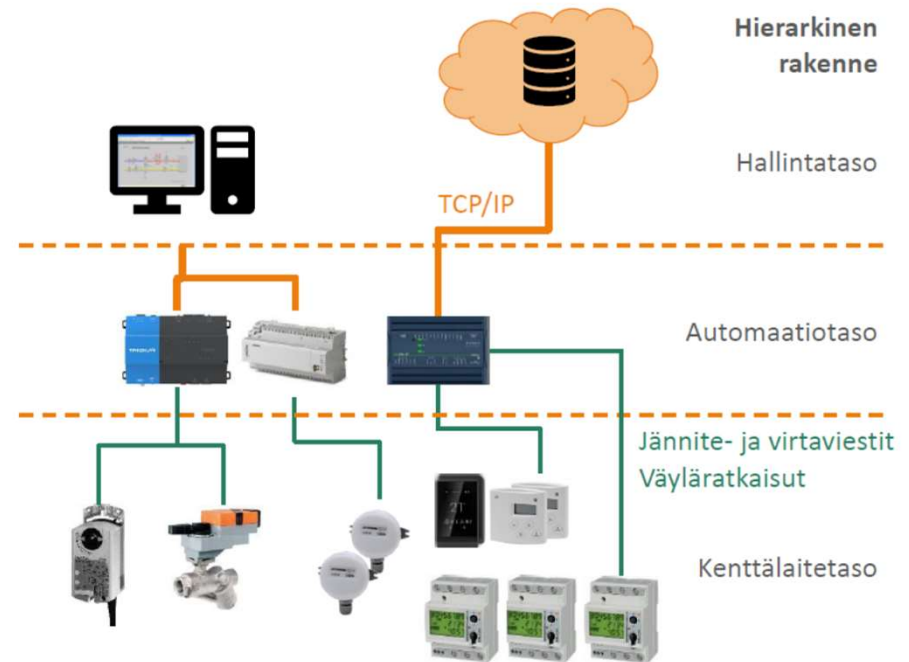 Hierarkinen
rakenne
Hallintataso
TCP/IP
Automaatiotaso
Jännite- ja virtaviestit
Väyläratkaisut
Kenttälaitetaso